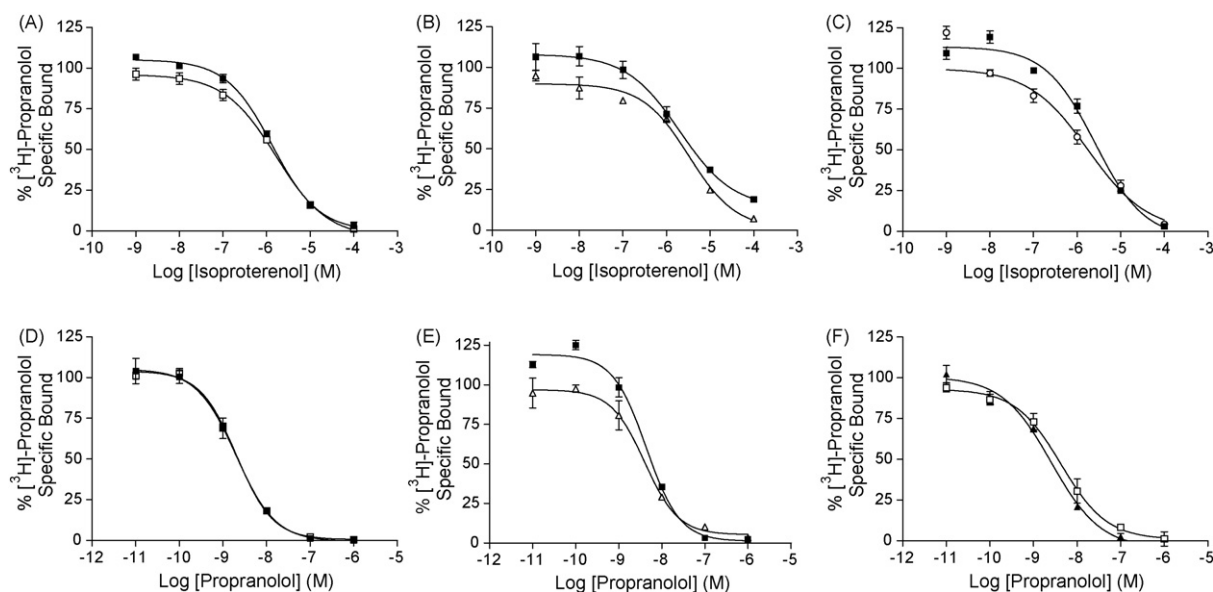 (A)
125
100
75
50
25
0
% [³H]-Propranolol
Specific Bound
-10 -9 -8 -7 -6 -5 -4 -3
Log [Isoproterenol] (M)
(B)
125
100
75
50
25
0
% [³H]-Propranolol
Specific Bound
-10 -9 -8 -7 -6 -5 -4 -3
Log [Isoproterenol] (M)
(C)
125
100
75
50
25
0
% [³H]-Propranolol
Specific Bound
-10 -9 -8 -7 -6 -5 -4 -3
Log [Isoproterenol] (M)
(D)
125
100
75
50
25
0
% [³H]-Propranolol
Specific Bound
-12 -11 -10 -9 -8 -7 -6 -5
Log [Propranolol] (M)
(E)
125
100
75
50
25
0
% [³H]-Propranolol
Specific Bound
-12 -11 -10 -9 -8 -7 -6 -5
Log [Propranolol] (M)
(F)
125
100
75
50
25
0
% [³H]-Propranolol
Specific Bound
-12 -11 -10 -9 -8 -7 -6 -5
Log [Propranolol] (M)